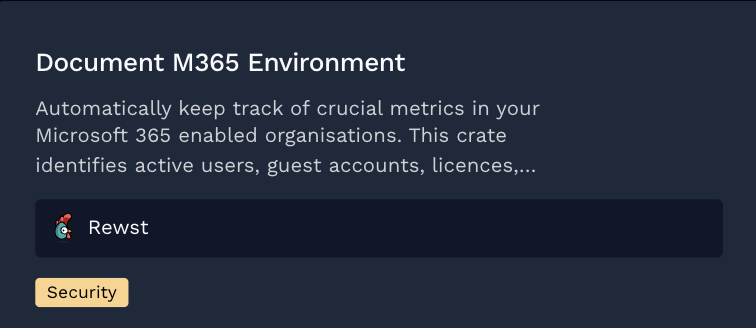 Document M365 Environment
Automatically keep track of crucial metrics in your
Microsoft 365 enabled organisations. This crate
identifies active users, guest accounts, licences,...
Rewst
Security